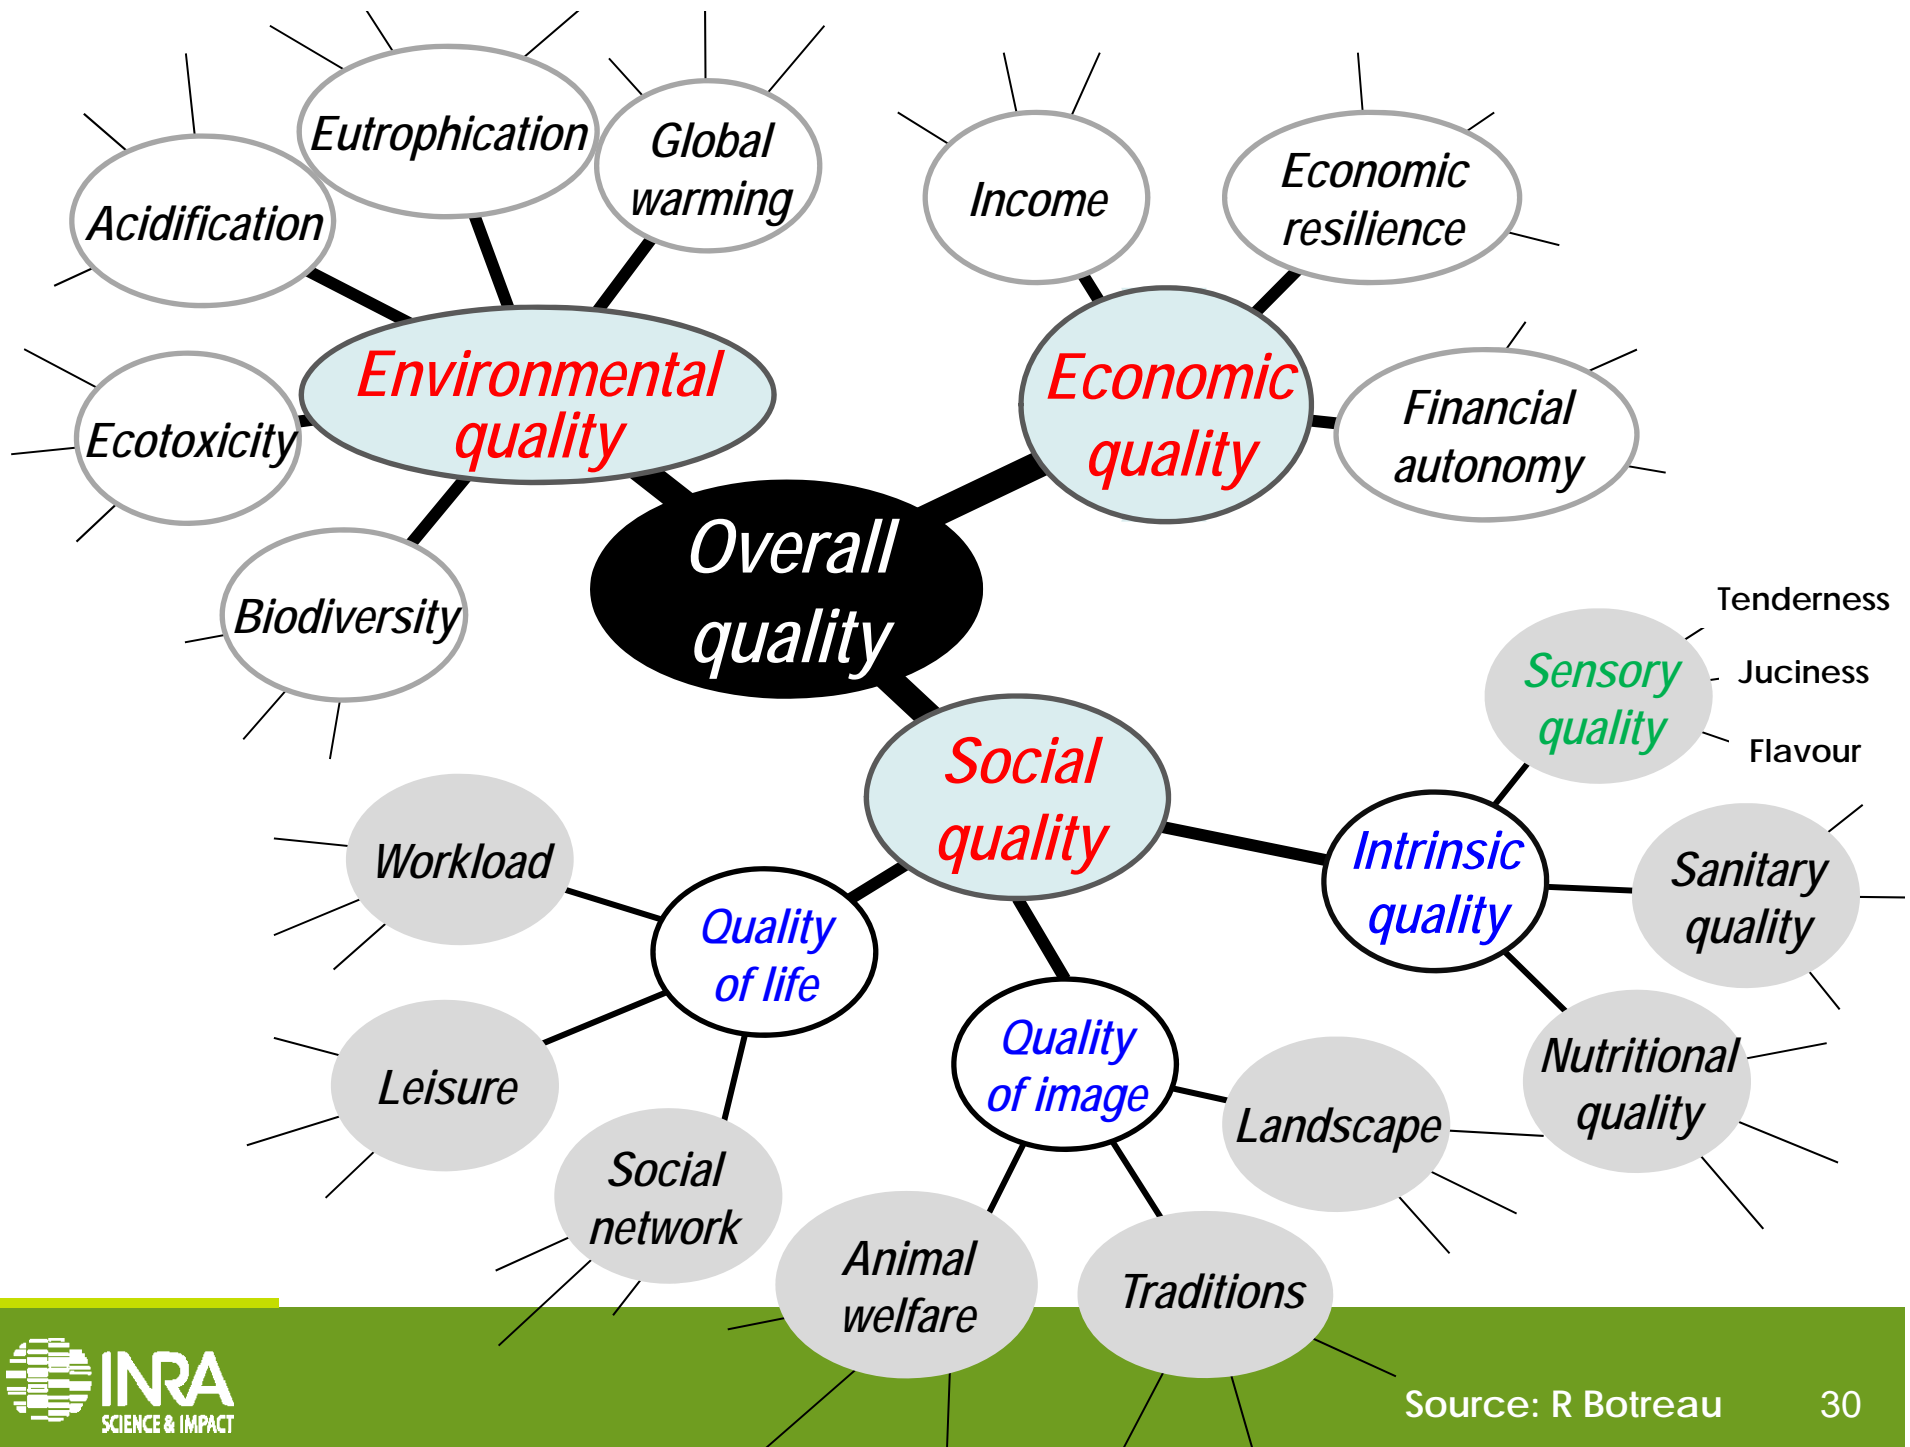 Eutrophication
Global
warming
Acidification
Income
Economic
resilience
Environmental
quality
Economic
quality
Financial
autonomy
Ecotoxicity
Overall
quality
Biodiversity
Tenderness
Sensory
quality
Juciness
Flavour
Social
quality
Workload
Intrinsic
quality
Sanitary
quality
Quality
of life
Quality
of image
Nutritional
quality
Leisure
Landscape
Social
network
Animal
welfare
Traditions
INRA
SCIENCE & IMPACT
Source: R Botreau
30